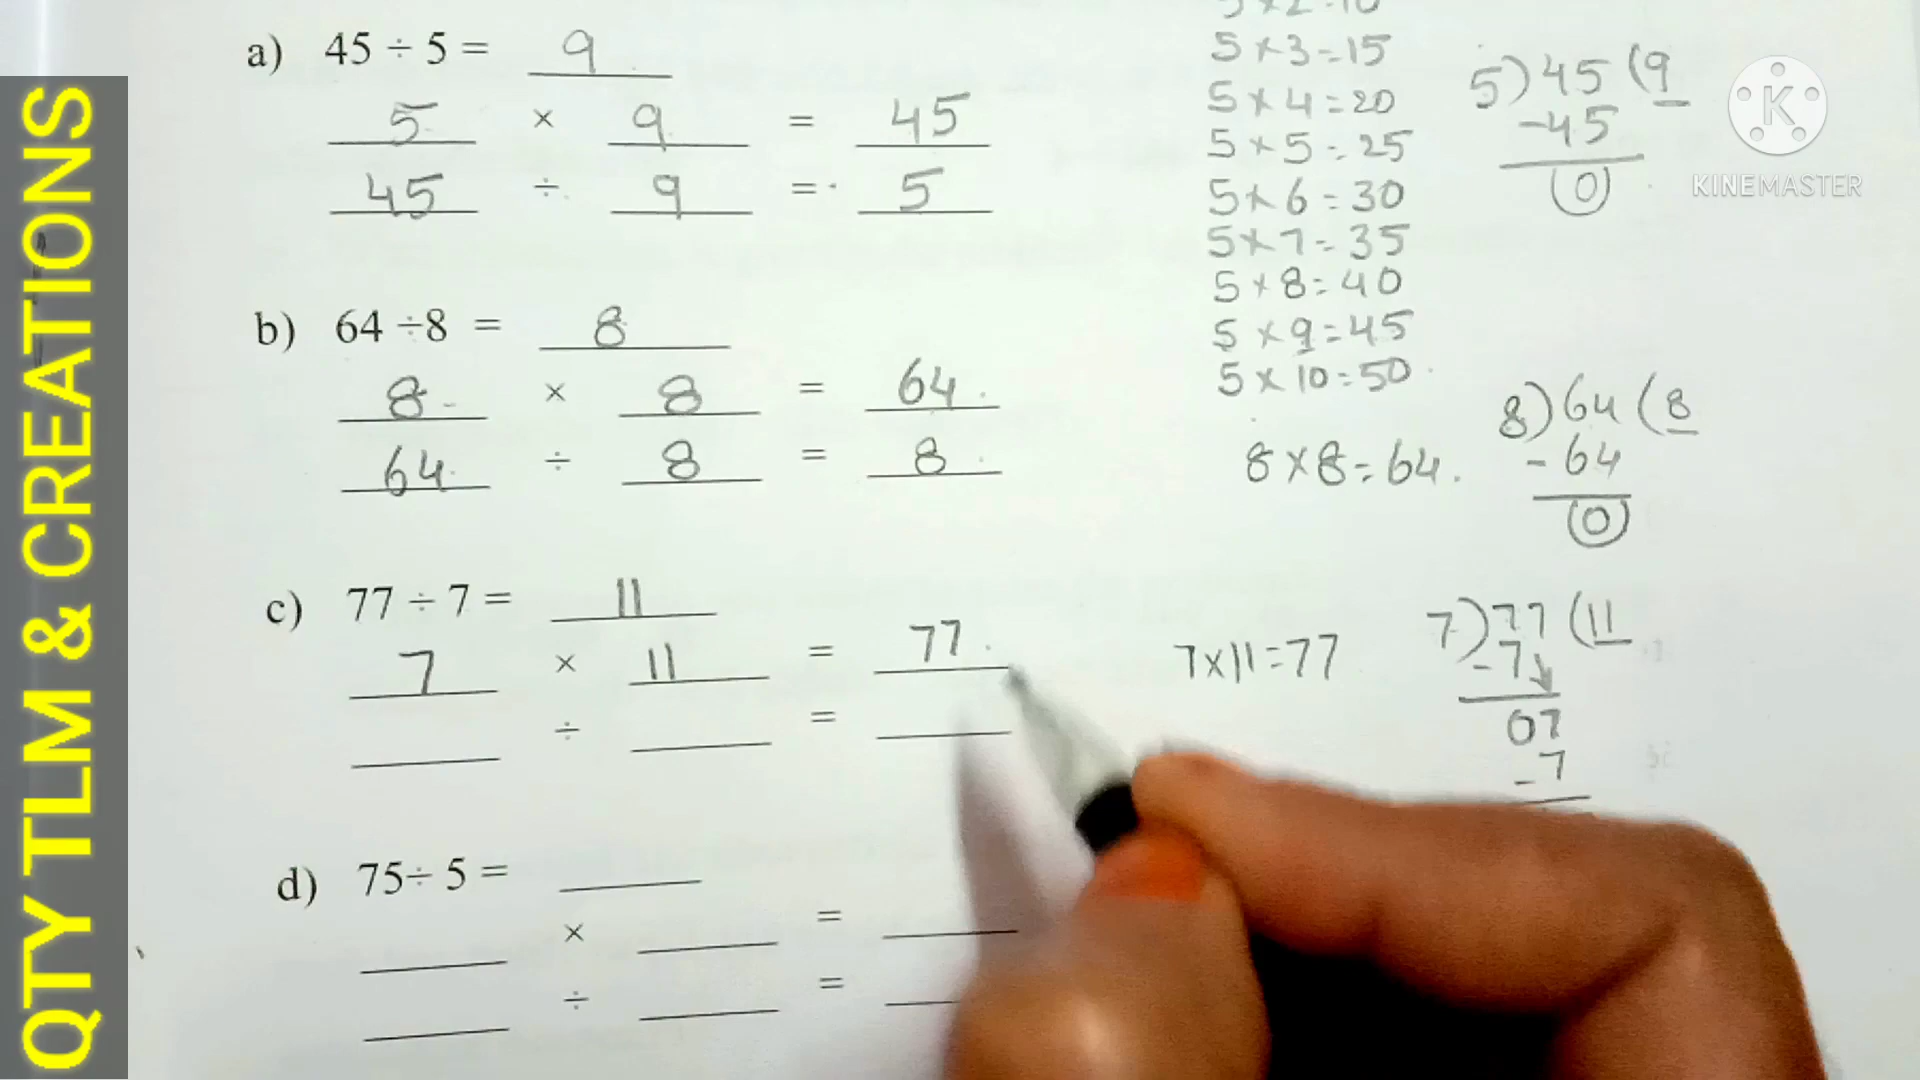 QTY TLM & CREATIONS
a) 45 ÷ 5 = 9
5 × 9 = 45
45 ÷ 9 = 5
b) 64 ÷8 = 8
8 × 8 = 64
64 ÷ 8 = 8
c) 77 ÷ 7 = 11
7 × 11 = 77
÷ =
d) 75÷ 5 =
× =
÷ =
5 × 3 = 15
5 × 4 = 20
5 × 5 = 25
5 × 6 = 30
5 × 7 = 35
5 × 8 = 40
5 × 9 = 45
5 × 10 = 50
8 × 8 = 64.
7 × 11 = 77
5) 45 (9
-45
0
8) 64 (8
- 64
0
7) 77 (11
- 7
07
- 7
K
KINEMASTER